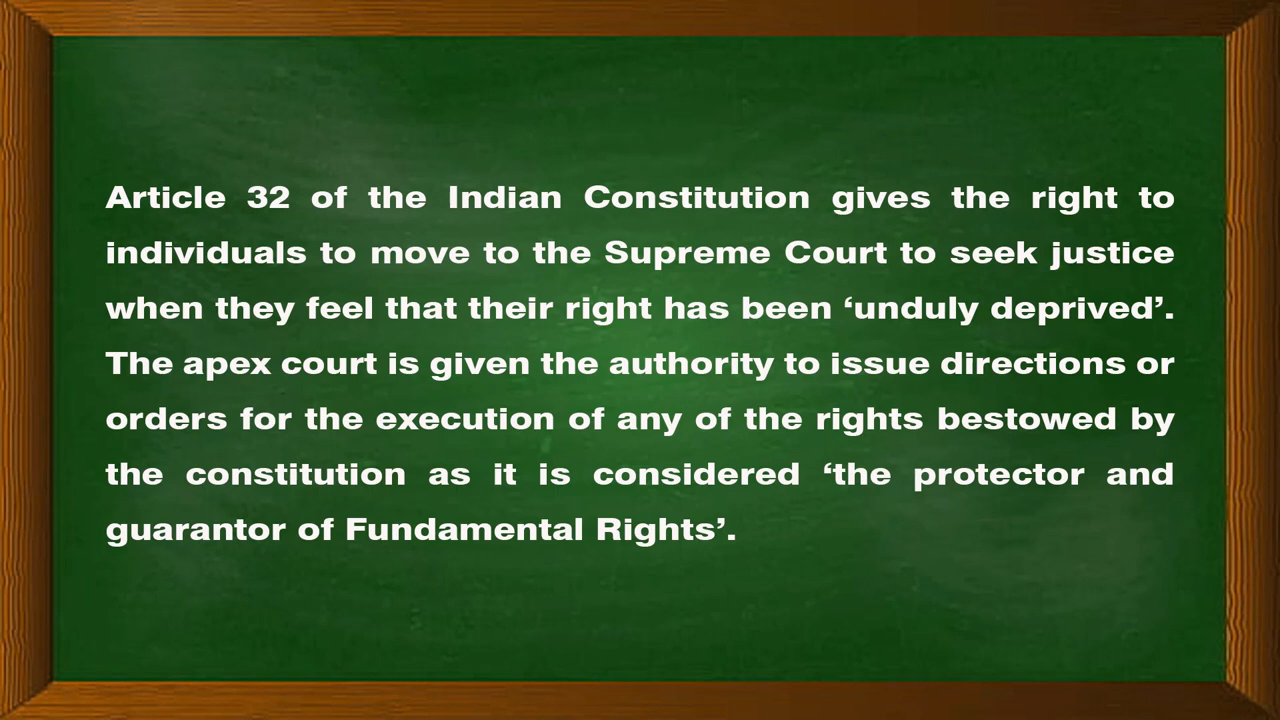 Article 32 of the Indian Constitution gives the right to
individuals to move to the Supreme Court to seek justice
when they feel that their right has been ‘unduly deprived’.
The apex court is given the authority to issue directions or
orders for the execution of any of the rights bestowed by
the constitution as it is considered ‘the protector and
guarantor of Fundamental Rights’.